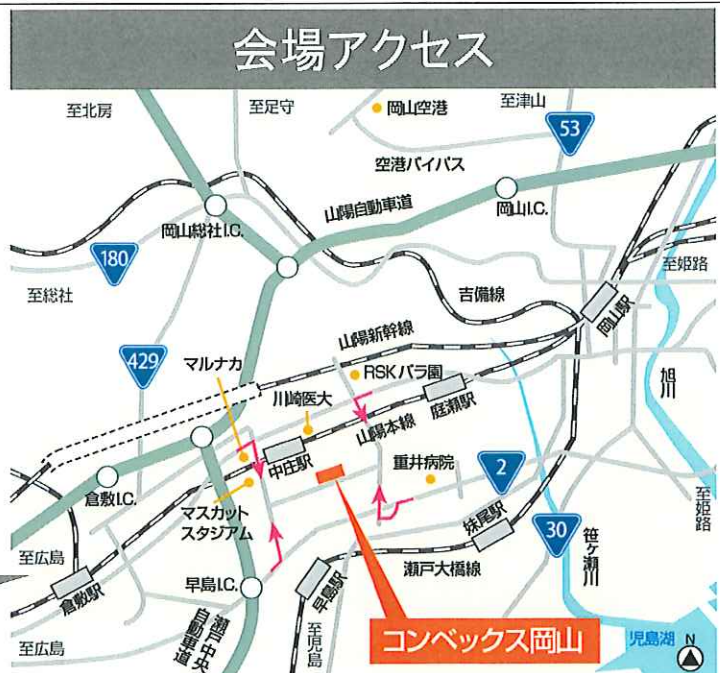 会場アクセス
至北房
至足守
岡山空港
至津山
53
空港バイパス
山陽自動車道
岡山I.C.
岡山総社I.C.
180
至総社
吉備線
至姫路
岡山駅
山陽新幹線
429
マルナカ
RSKバラ園
旭川
川崎医大
庭瀬駅
山陽本線
中庄駅
重井病院
2
倉敷I.C.
マスカット
スタジアム
妹尾駅
30
笹ヶ瀬川
至姫路
至広島
倉敷駅
早島I.C.
早島駅
瀬戸大橋線
瀬戸中央
自動車道
至児島
至広島
コンベックス岡山
児島湖
N